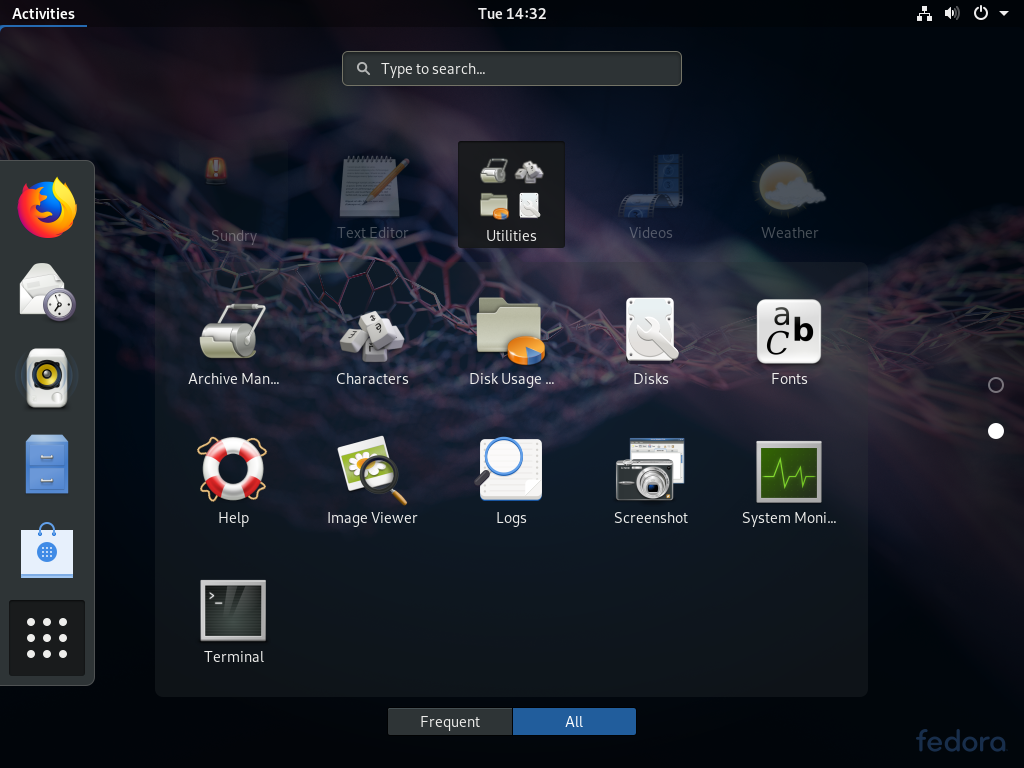 Activities
Tue 14:32
Type to search...
Sundry
Text Editor
Utilities
Videos
Weather
Archive Man...
Characters
Disk Usage ...
Disks
Fonts
a
b
C
Help
Image Viewer
Logs
Screenshot
System Moni...
>_
Terminal
Frequent
All
fedora